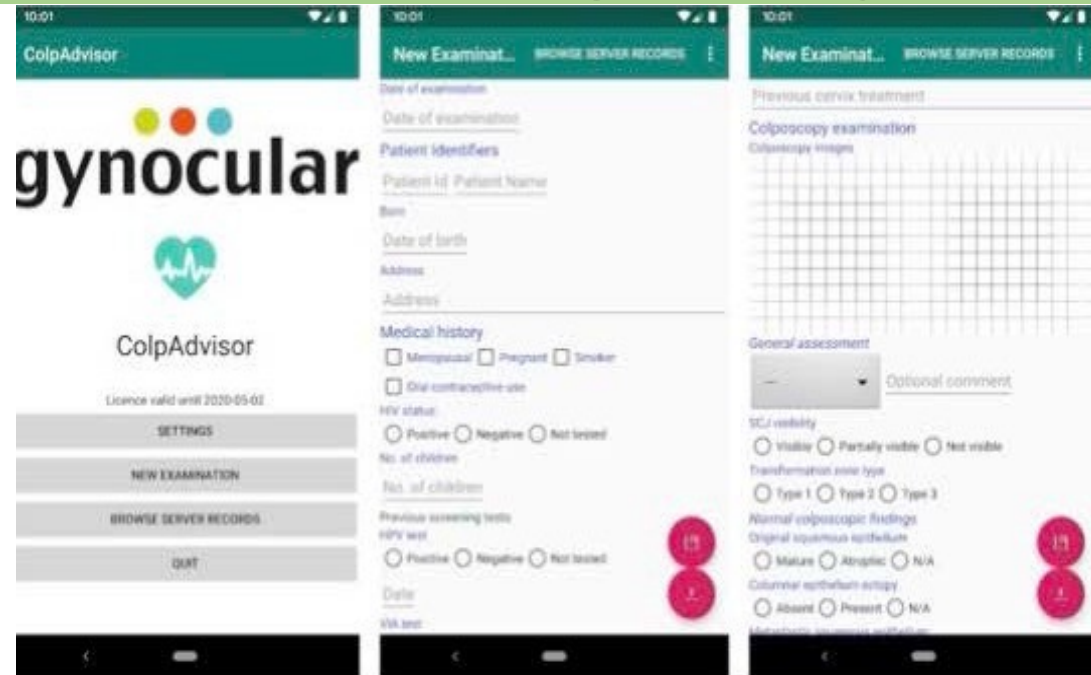 10:01
ColpAdvisor
gynocular
ColpAdvisor
Licence valid until 2020-05-02
SETTINGS
NEW EXAMINATION
BROWSE SERVER RECORDS
QUIT
10:01
New Examinat... BROWSE SERVER RECORDS
Date of examination
Date of examination
Patient Identifiers
Patient Id Patient Name
Born
Date of birth
Address
Address
Medical history
Menopausal Pregnant Smoker
Oral contraceptive use
HIV status:
Positive Negative Not tested
No. of children
No. of children
Previous screening tests
HPV test
Positive Negative Not tested
Date
VIA test
10:01
New Examinat... BROWSE SERVER RECORDS
Previous cervix treatment
Colposcopy examination
Colposcopy images
General assessment
Optional comment
SCJ visibility
Visible Partially visible Not visible
Transformation zone type
Type 1 Type 2 Type 3
Normal colposcopic findings
Original squamous epithelium
Mature Atrophic N/A
Columnar epithelium ectopy
Absent Present N/A